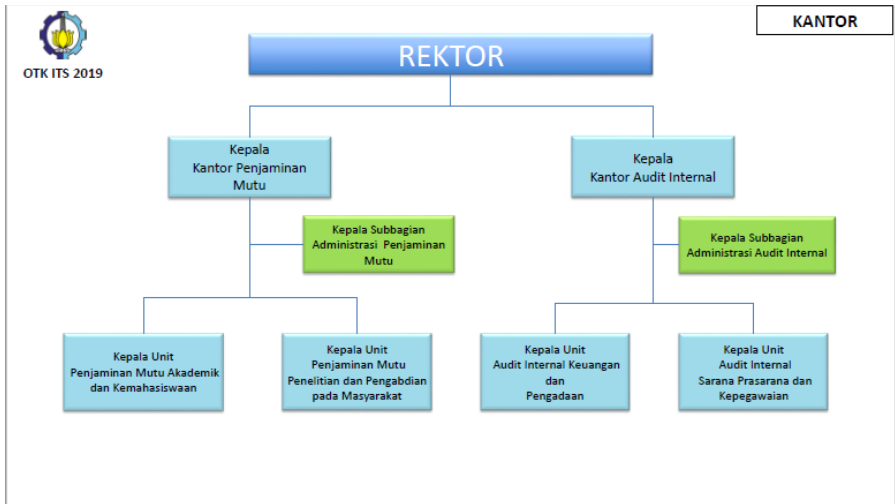 KANTOR
OTK ITS 2019
REKTOR
Kepala
Kantor Penjaminan
Mutu
Kepala
Kantor Audit Internal
Kepala Subbagian
Administrasi Penjaminan
Mutu
Kepala Subbagian
Administrasi Audit Internal
Kepala Unit
Penjaminan Mutu Akademik
dan Kemahasiswaan
Kepala Unit
Penjaminan Mutu
Penelitian dan Pengabdian
pada Masyarakat
Kepala Unit
Audit Internal Keuangan
dan
Pengadaan
Kepala Unit
Audit Internal
Sarana Prasarana dan
Kepegawaian